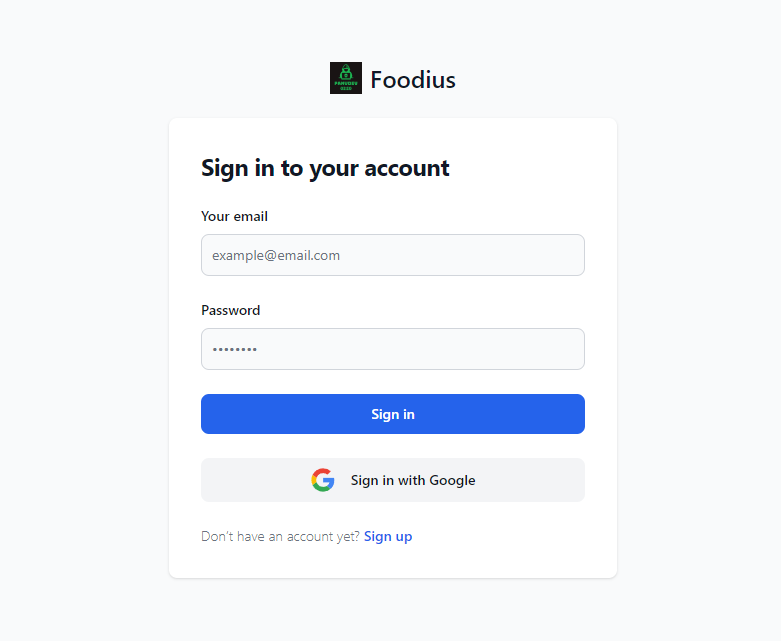 Foodius
Sign in to your account
Your email
example@email.com
Password
••••••••
Sign in
Sign in with Google
Don't have an account yet? Sign up